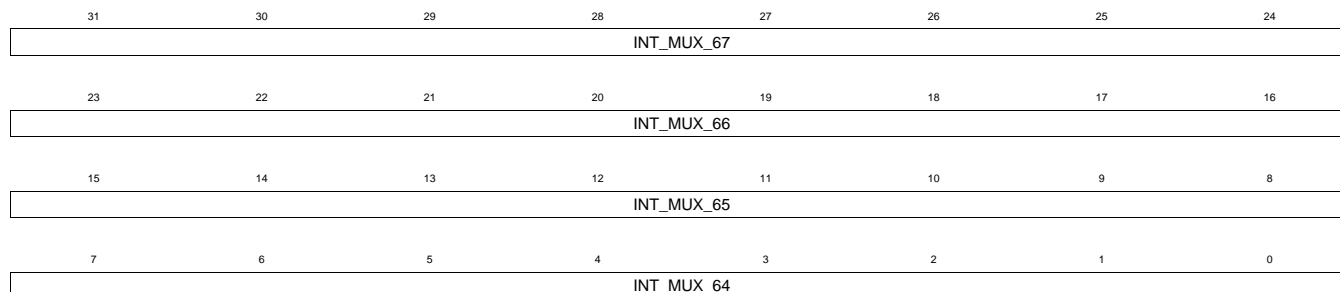 31 30 29 28 27 26 25 24
INT_MUX_67
23 22 21 20 19 18 17 16
INT_MUX_66
15 14 13 12 11 10 9 8
INT_MUX_65
7 6 5 4 3 2 1 0
INT_MUX_64